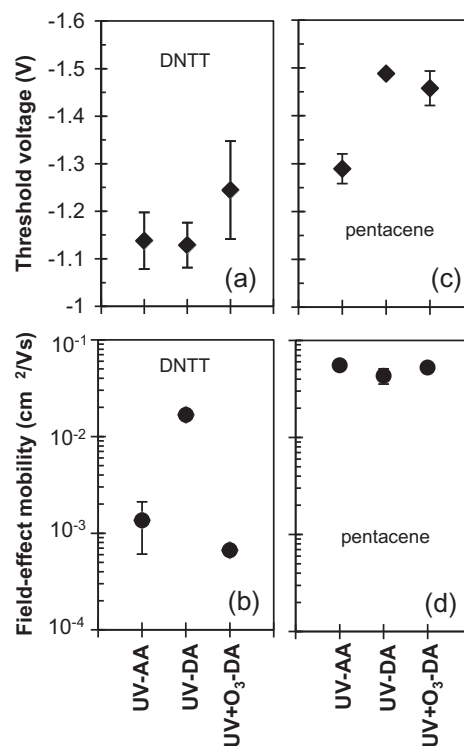 Threshold voltage (V)
-1.6
-1.5
-1.4
-1.3
-1.2
-1.1
-1
DNTT
(a)
pentacene
(c)
Field-effect mobility (cm ²/Vs)
10⁻¹
10⁻²
10⁻³
10⁻⁴
DNTT
(b)
pentacene
(d)
UV-AA
UV-DA
UV+O₃-DA
UV-AA
UV-DA
UV+O₃-DA